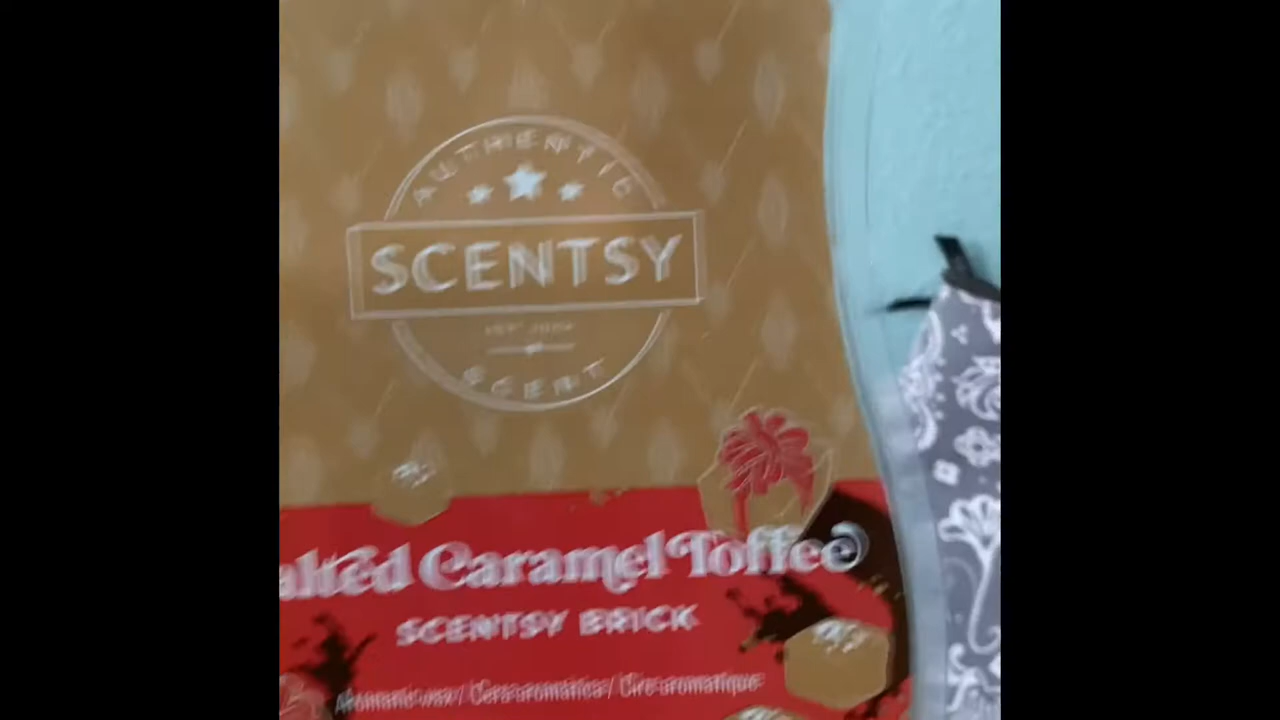 AUTHENTIC
SCENTSY
SCENT
alted Caramel Toffee
SCENTSY BRICK
Aromatic wax / Cera aromática / Cire aromatique